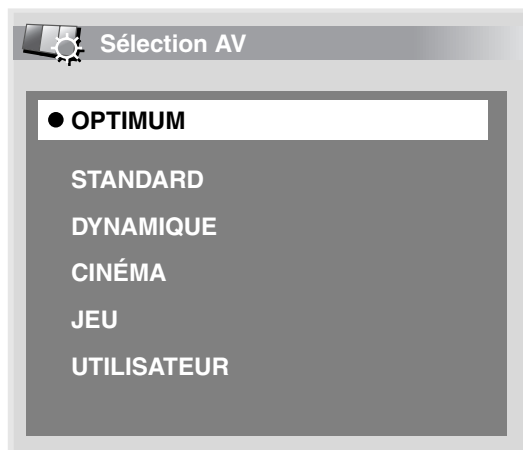 Sélection AV
OPTIMUM
STANDARD
DYNAMIQUE
CINÉMA
JEU
UTILISATEUR